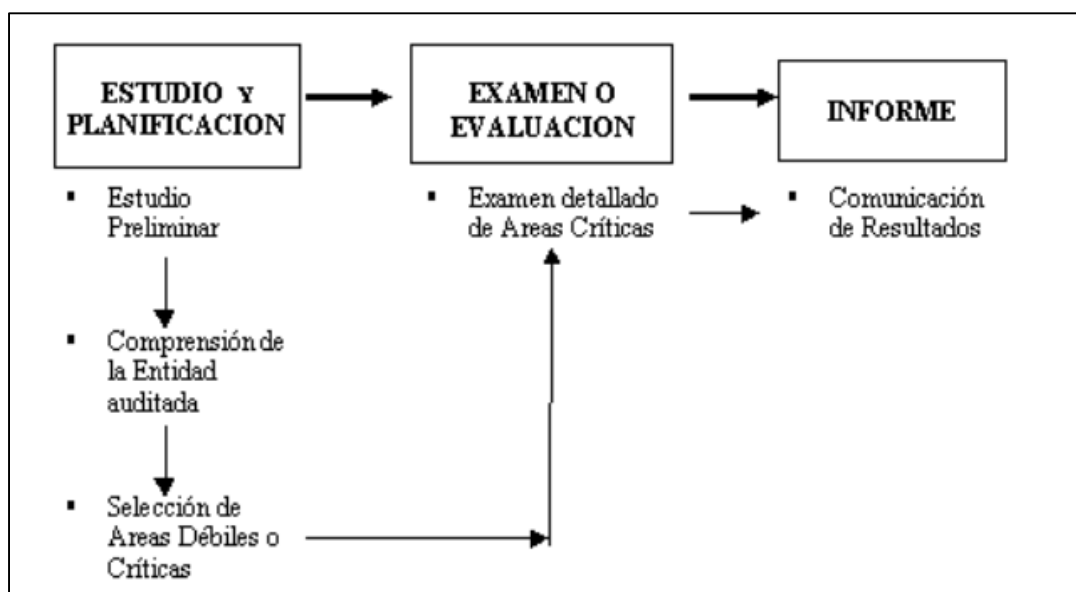 ESTUDIO Y
PLANIFICACION
▪ Estudio
Preliminar
▪ Comprensión de
la Entidad
auditada
▪ Selección de
Areas Débiles o
Críticas
EXAMEN O
EVALUACION
▪ Examen detallado
de Areas Críticas
INFORME
▪ Comunicación
de Resultados